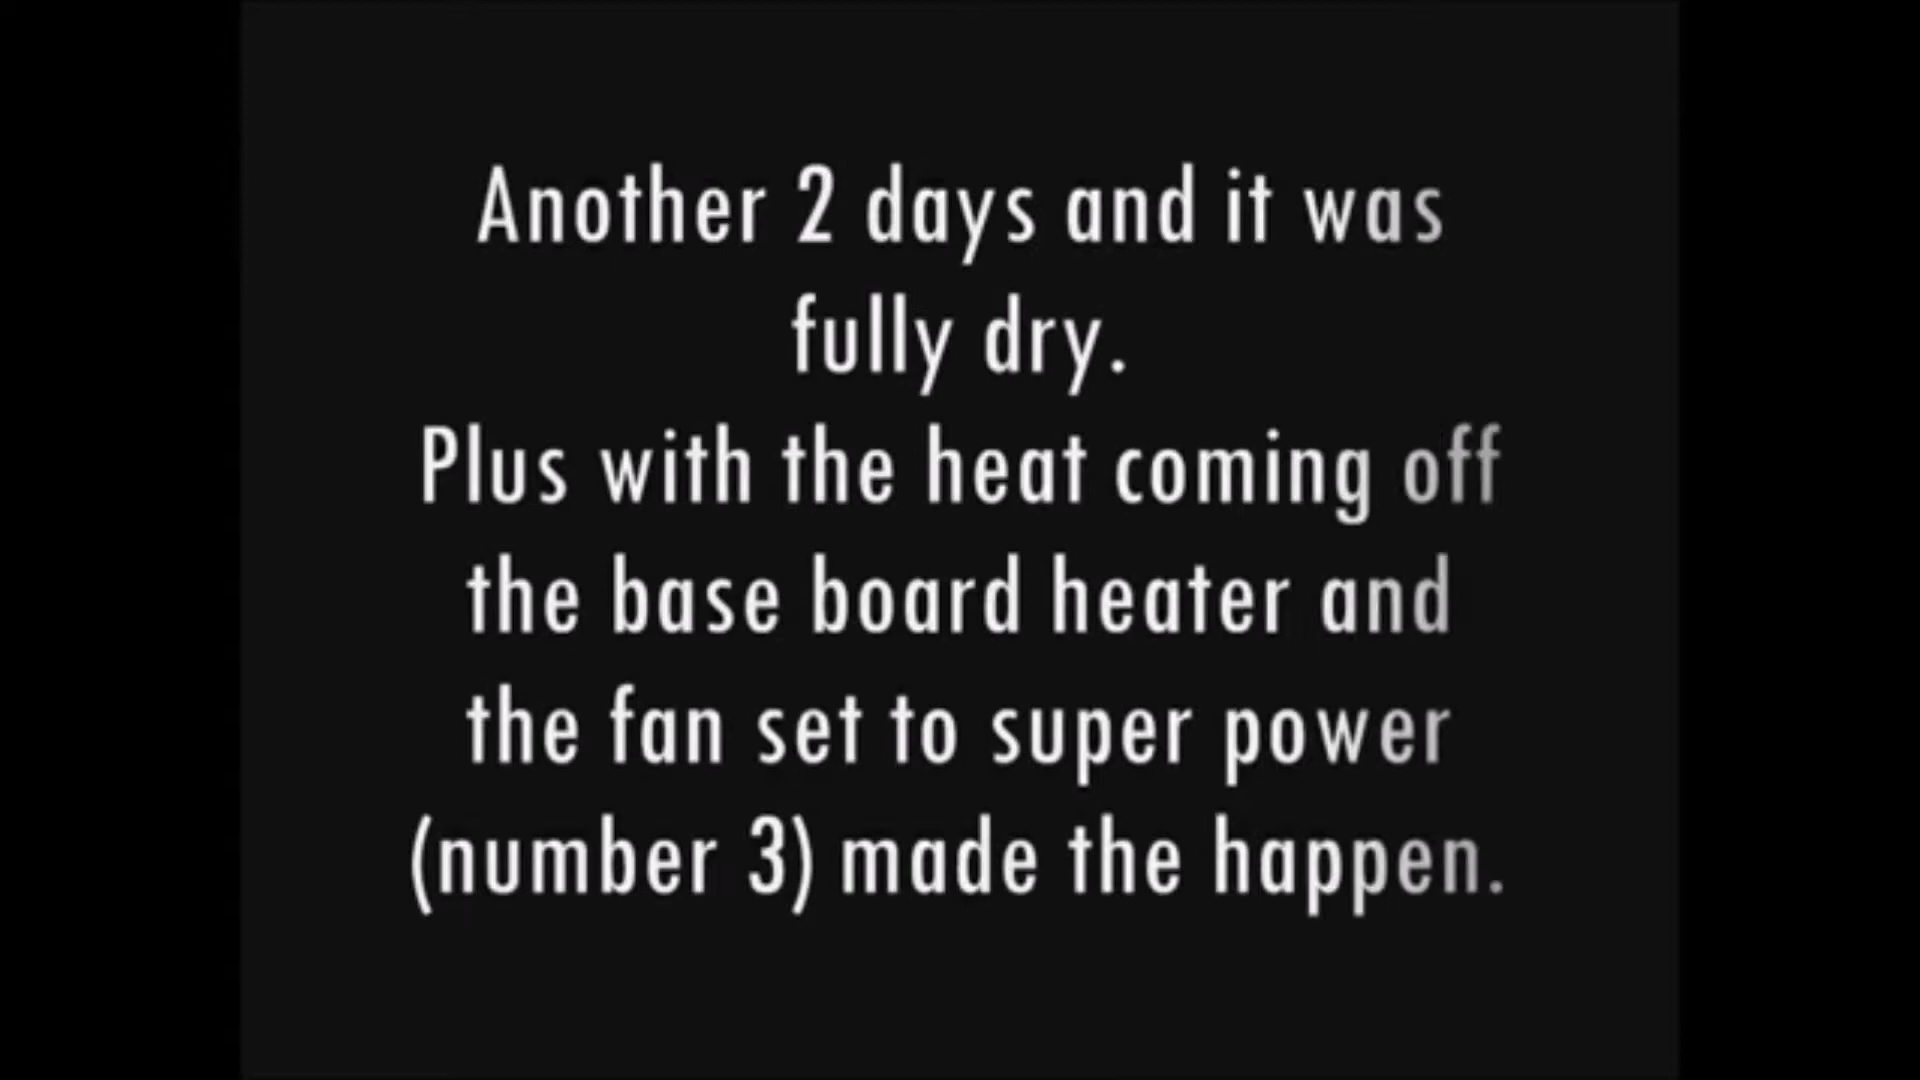 Another 2 days and it was
fully dry.
Plus with the heat coming off
the base board heater and
the fan set to super power
(number 3) made the happen.